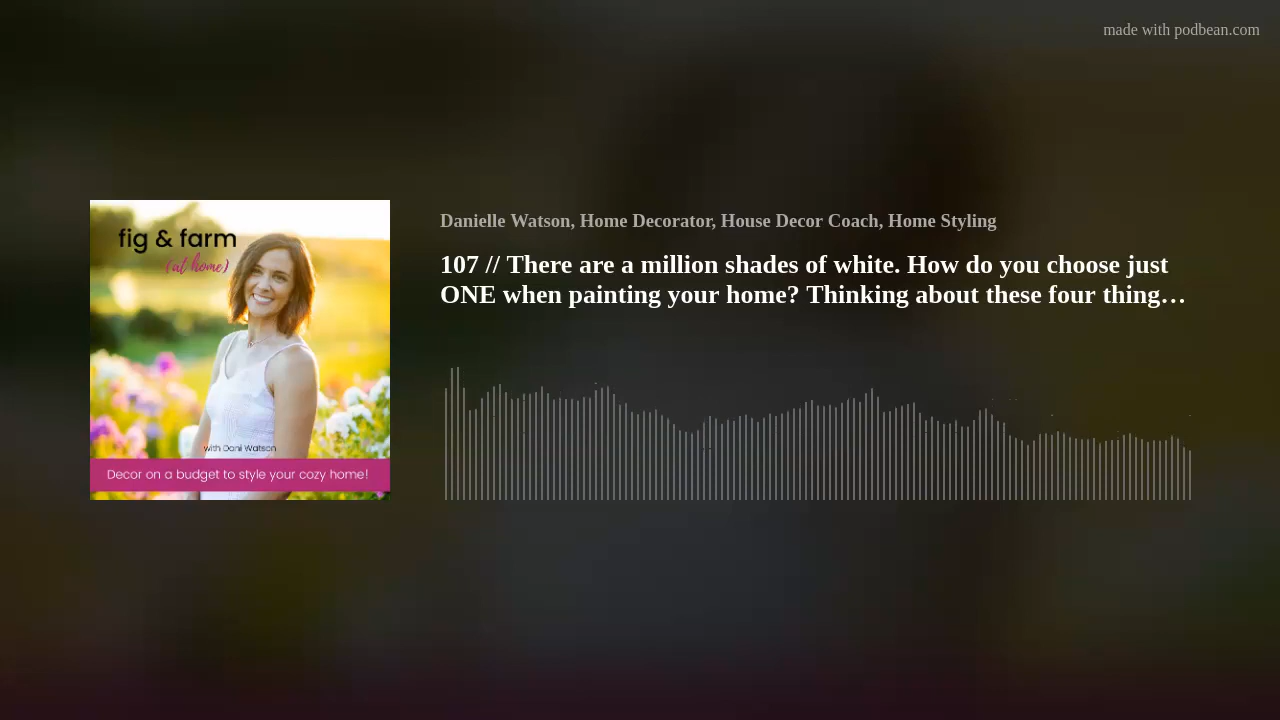 made with podbean.com
fig & farm
(at home)
with Dani Watson
Decor on a budget to style your cozy home!
Danielle Watson, Home Decorator, House Decor Coach, Home Styling
107 // There are a million shades of white. How do you choose just
ONE when painting your home? Thinking about these four thing…